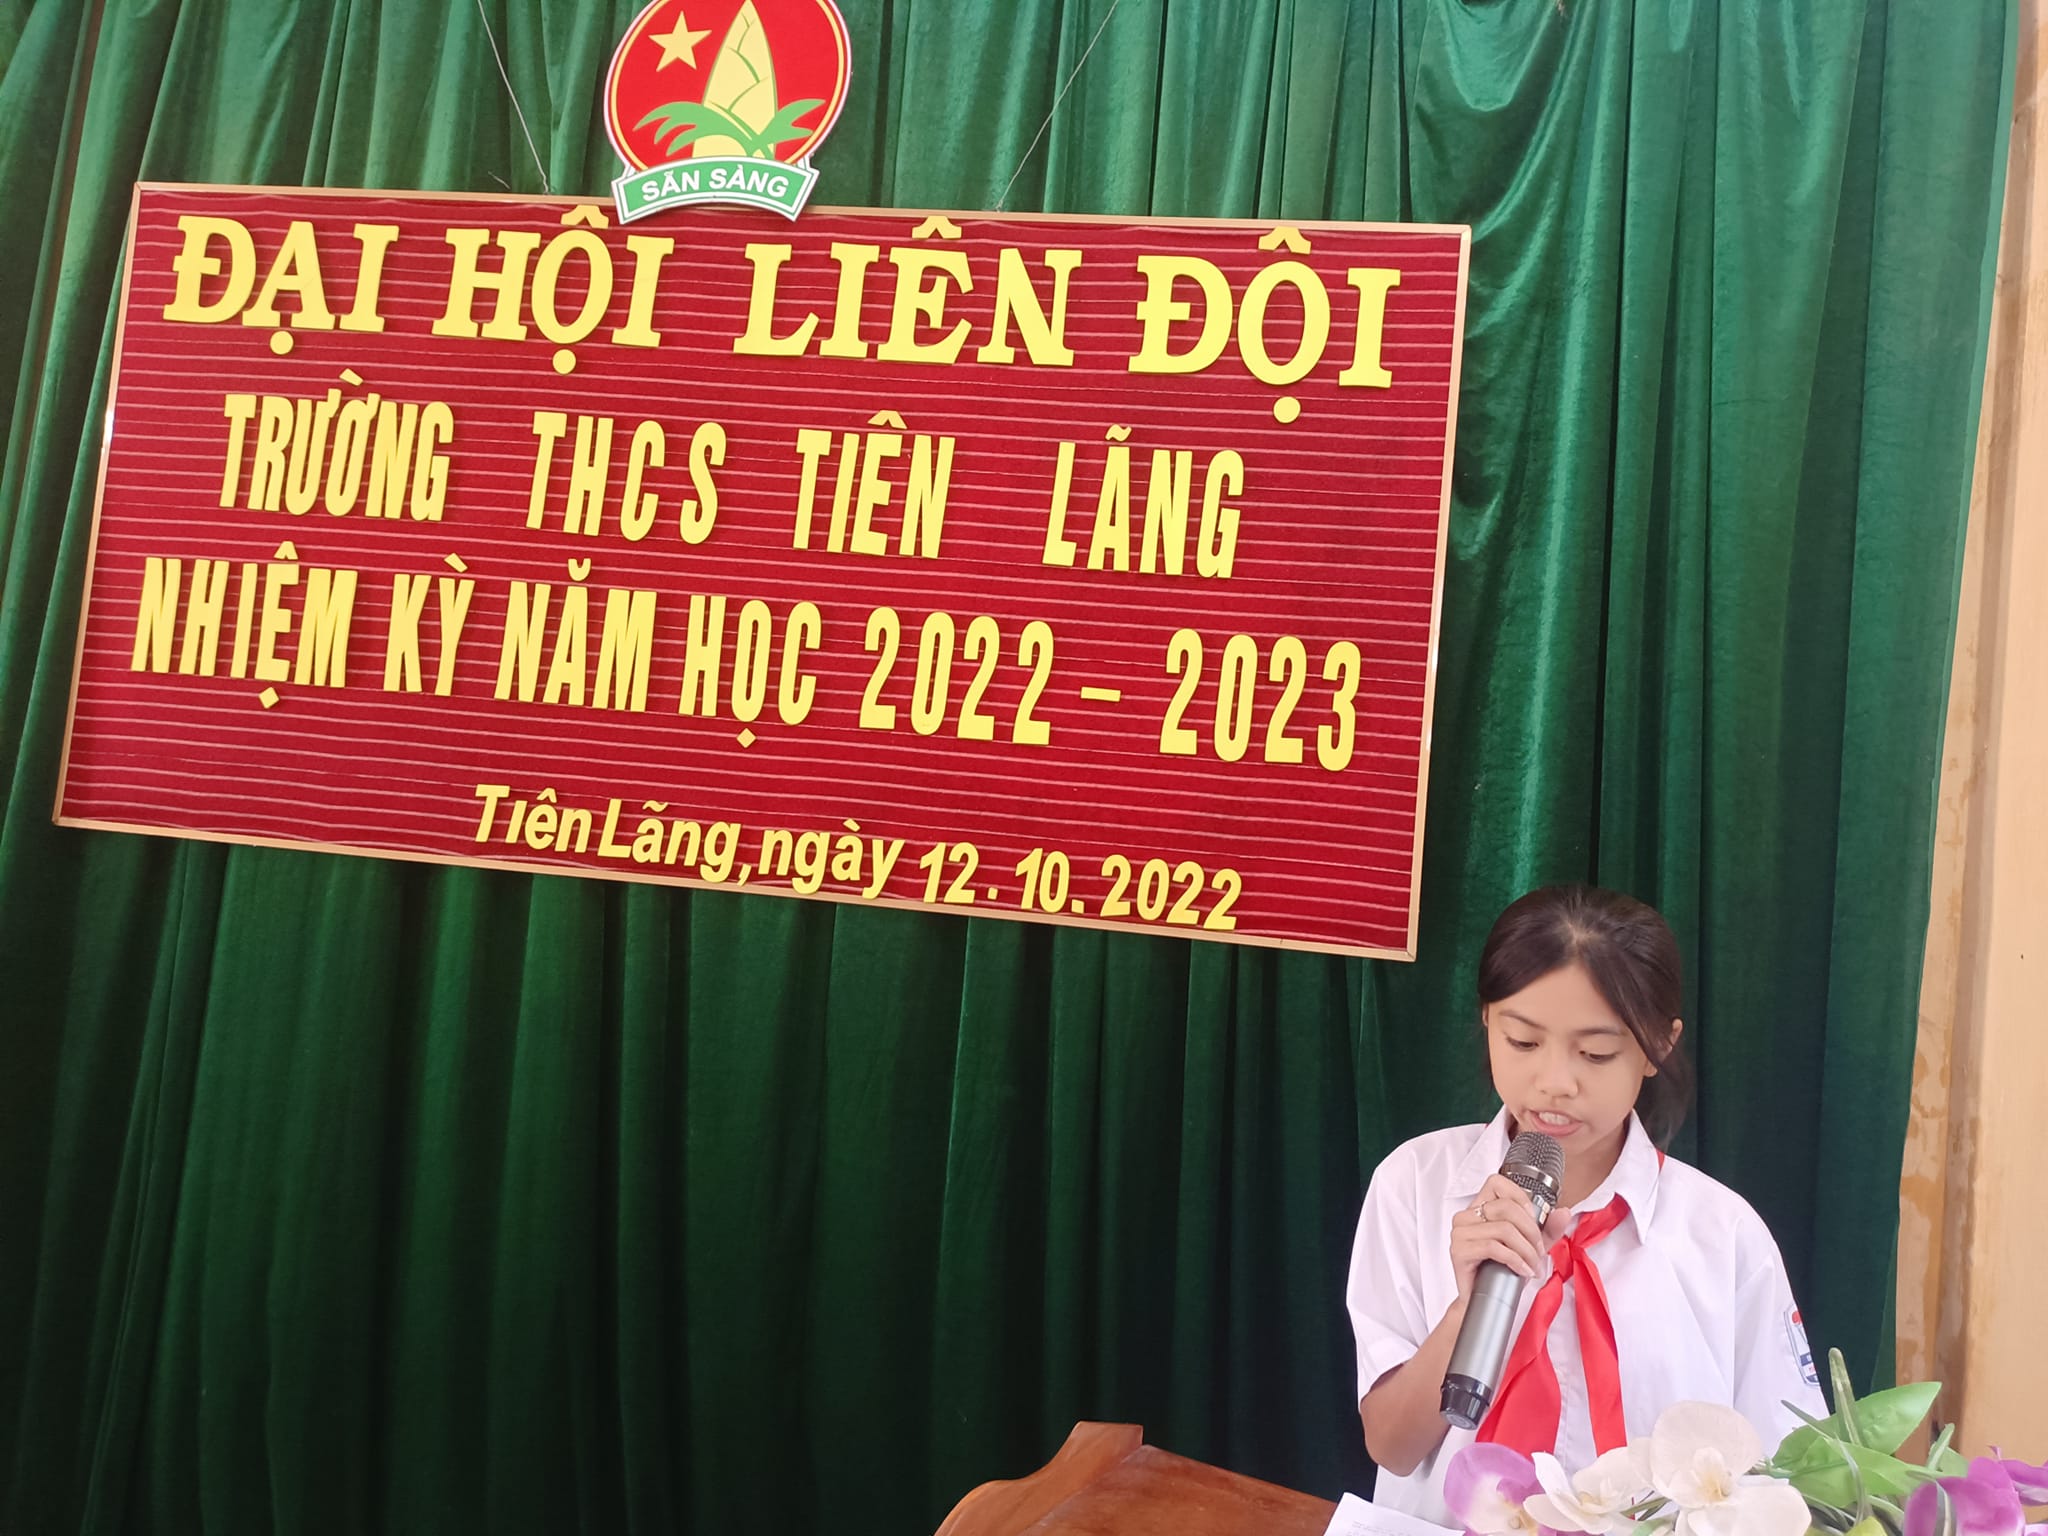 SẴN SÀNG
ĐẠI HỘI LIÊN ĐỘI
TRƯỜNG THCS TIÊN LÃNG
NHIỆM KỲ NĂM HỌC 2022 - 2023
Tiên Lãng, ngày 12.10.2022